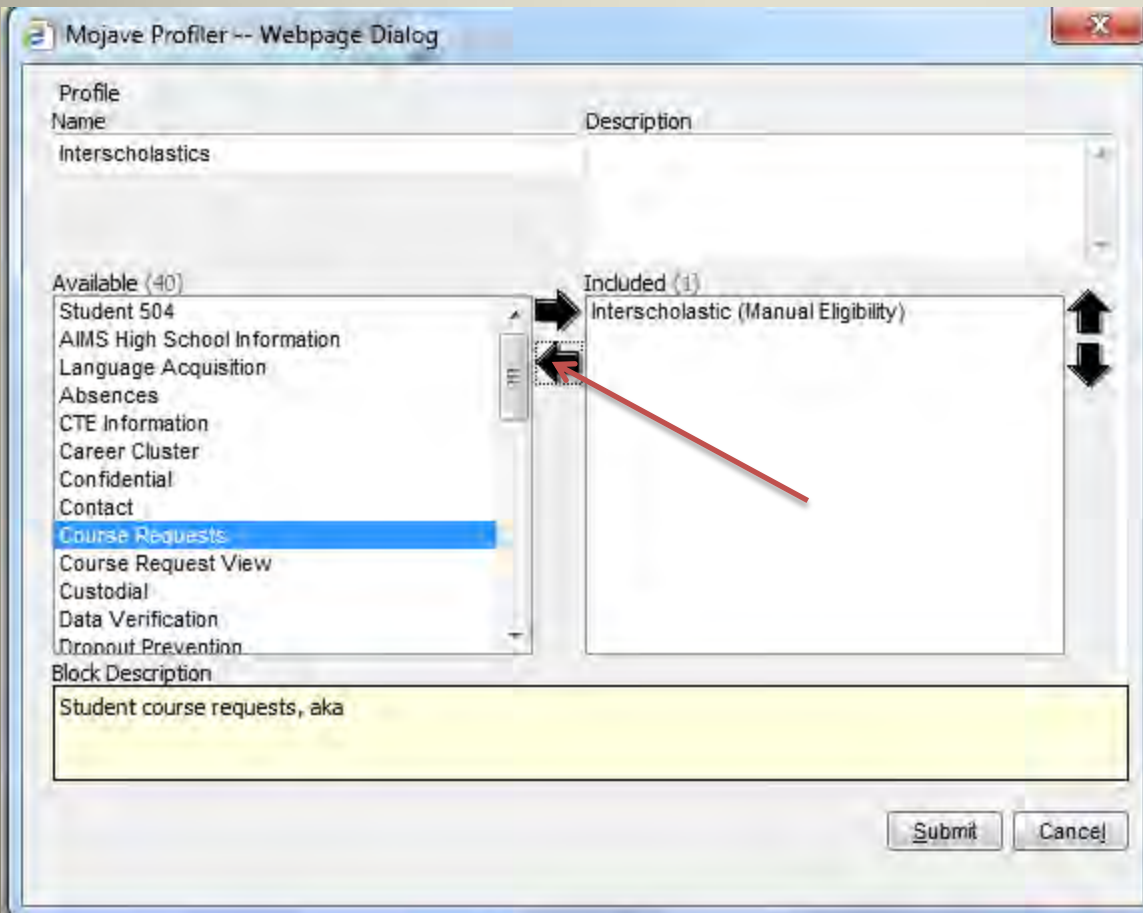 Mojave Profiler -- Webpage Dialog
Profile
Name
Description
Interscholastics
Available (40)
Included (1)
Student 504
AIMS High School Information
Language Acquisition
Absences
CTE Information
Career Cluster
Confidential
Contact
Course Requests
Course Request View
Custodial
Data Verification
Dropout Prevention
Interscholastic (Manual Eligibility)
Block Description
Student course requests, aka
Submit
Cancel